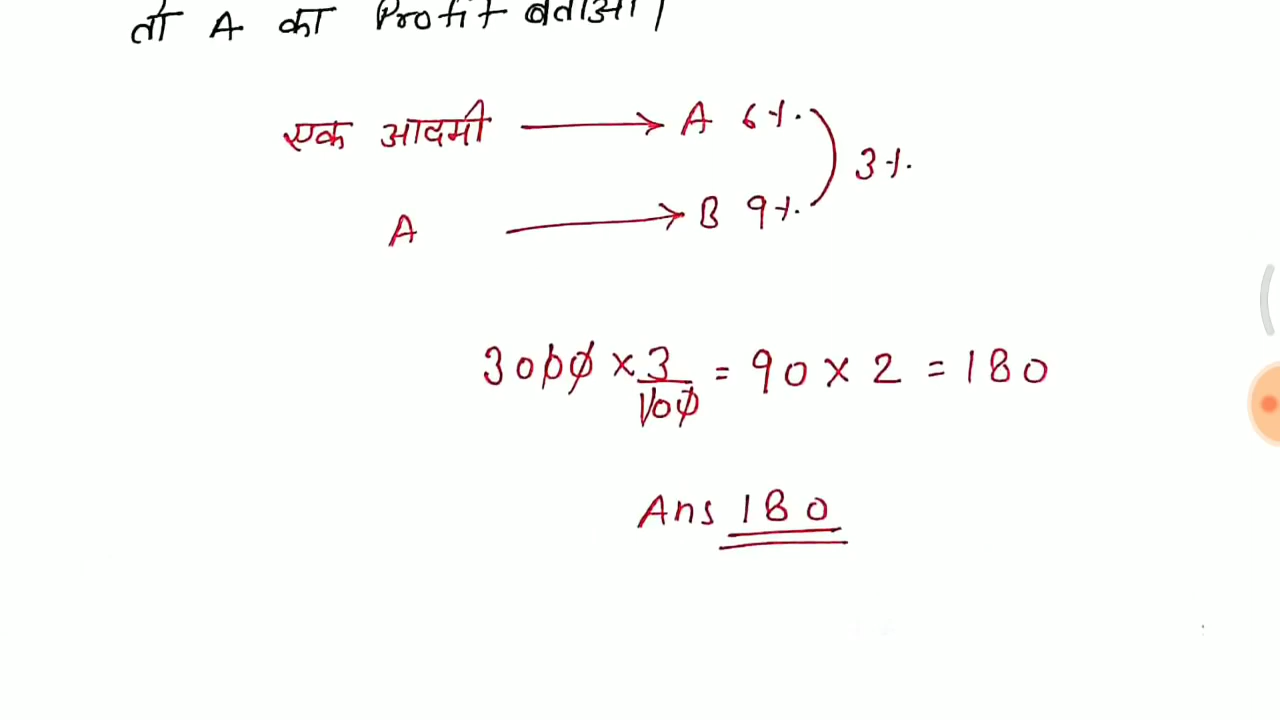 तो A का Profit बताओ।
एक आदमी → A 6%
3%
A → B 9%
3000 × 3/100 = 90 × 2 = 180
Ans 180